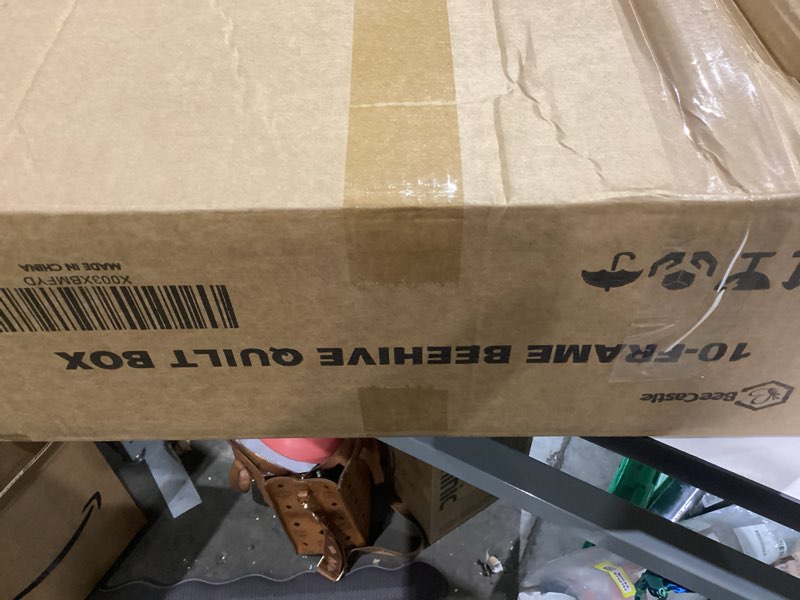 BeeCastle
10-FRAME BEEHIVE QUILT BOX
X003XBMFYD
MADE IN CHINA